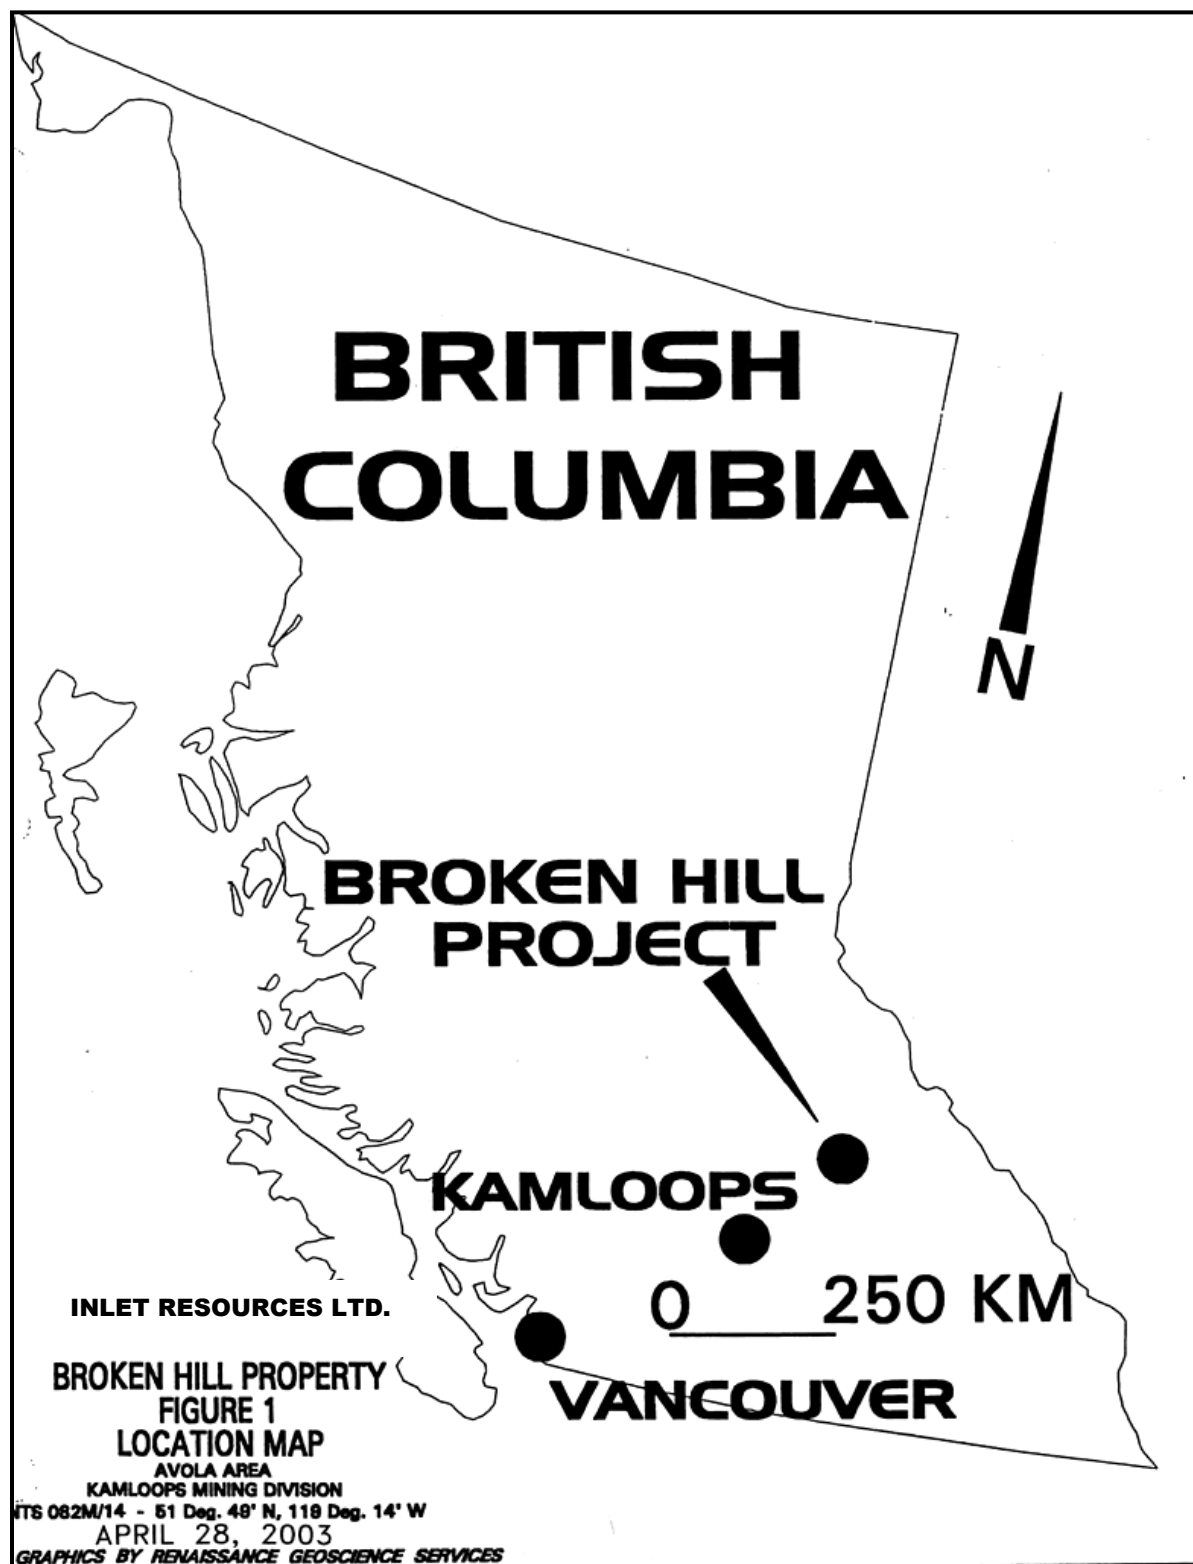 BRITISH
COLUMBIA
N
BROKEN HILL
PROJECT
KAMLOOPS
0 250 KM
VANCOUVER
INLET RESOURCES LTD.
BROKEN HILL PROPERTY
FIGURE 1
LOCATION MAP
AVOLA AREA
KAMLOOPS MINING DIVISION
NTS 082M/14 - 51 Deg. 49' N, 119 Deg. 14' W
APRIL 28, 2003
GRAPHICS BY RENAISSANCE GEOSCIENCE SERVICES